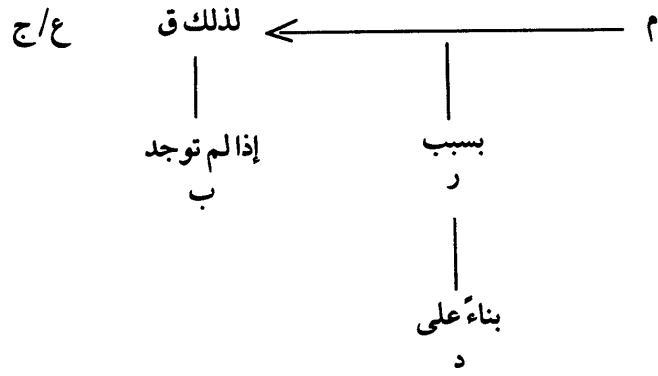 م لذلك ق ع/ج
بسبب إذا لم توجد
ر ب
بناءً على
د